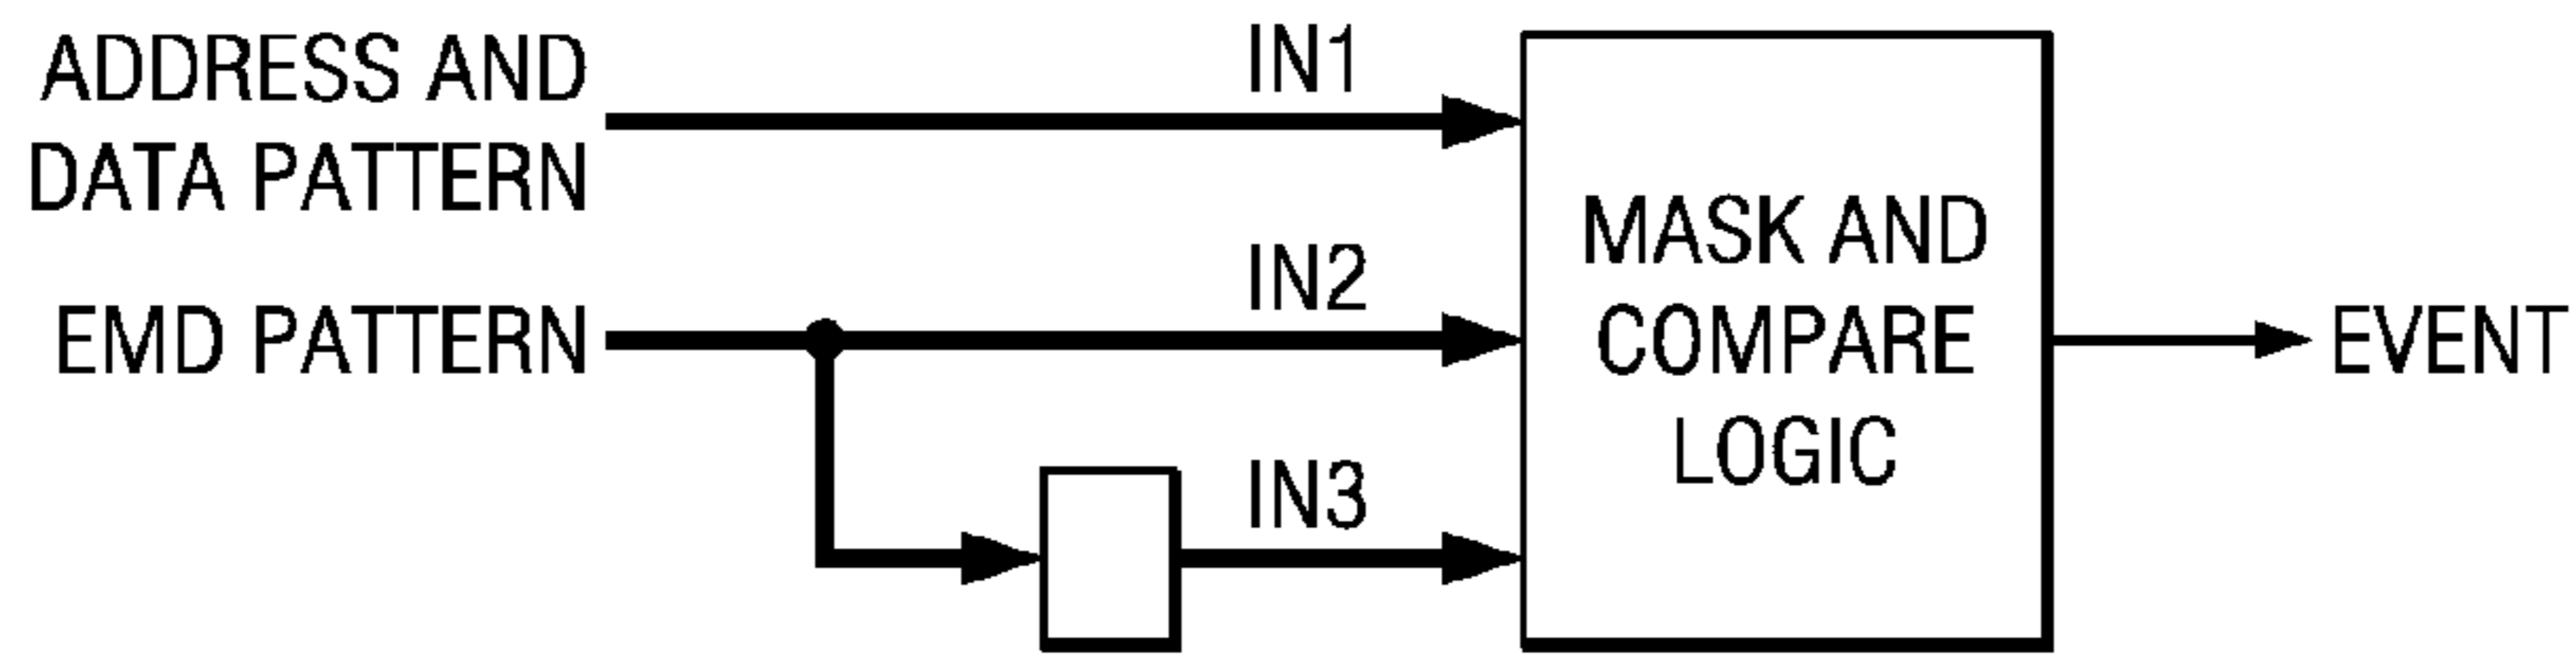 ADDRESS AND
DATA PATTERN
IN1
EMD PATTERN
IN2
IN3
MASK AND
COMPARE
LOGIC
EVENT